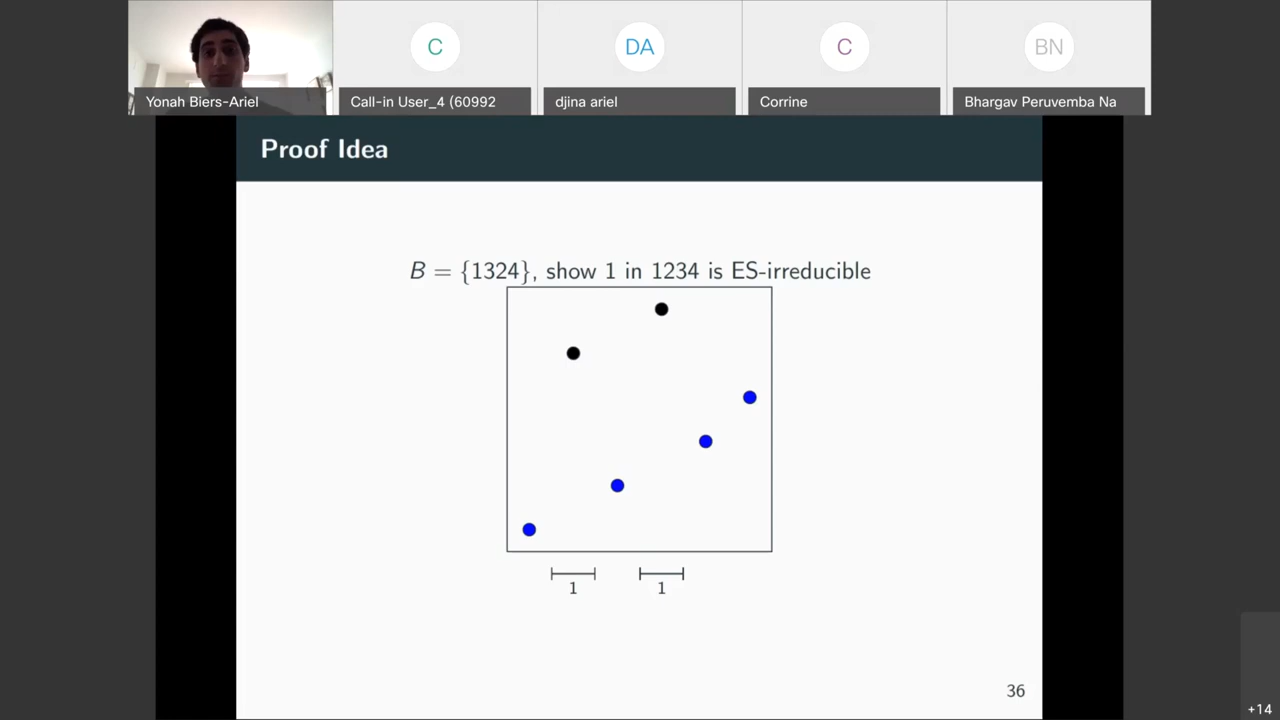 C
DA
C
BN
Yonah Biers-Ariel
Call-in User_4 (60992
djina ariel
Corrine
Bhargav Peruvemba Na
Proof Idea
B = {1324}, show 1 in 1234 is ES-irreducible
1
1
36
+14